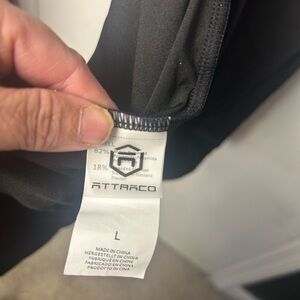 82%
18%
ATTRACO
L
MADE IN CHINA
HERGESTELLT IN CHINA
FABRIQUÉ EN CHINE
FABRICADO EN CHINA
PRODOTTO IN CINA